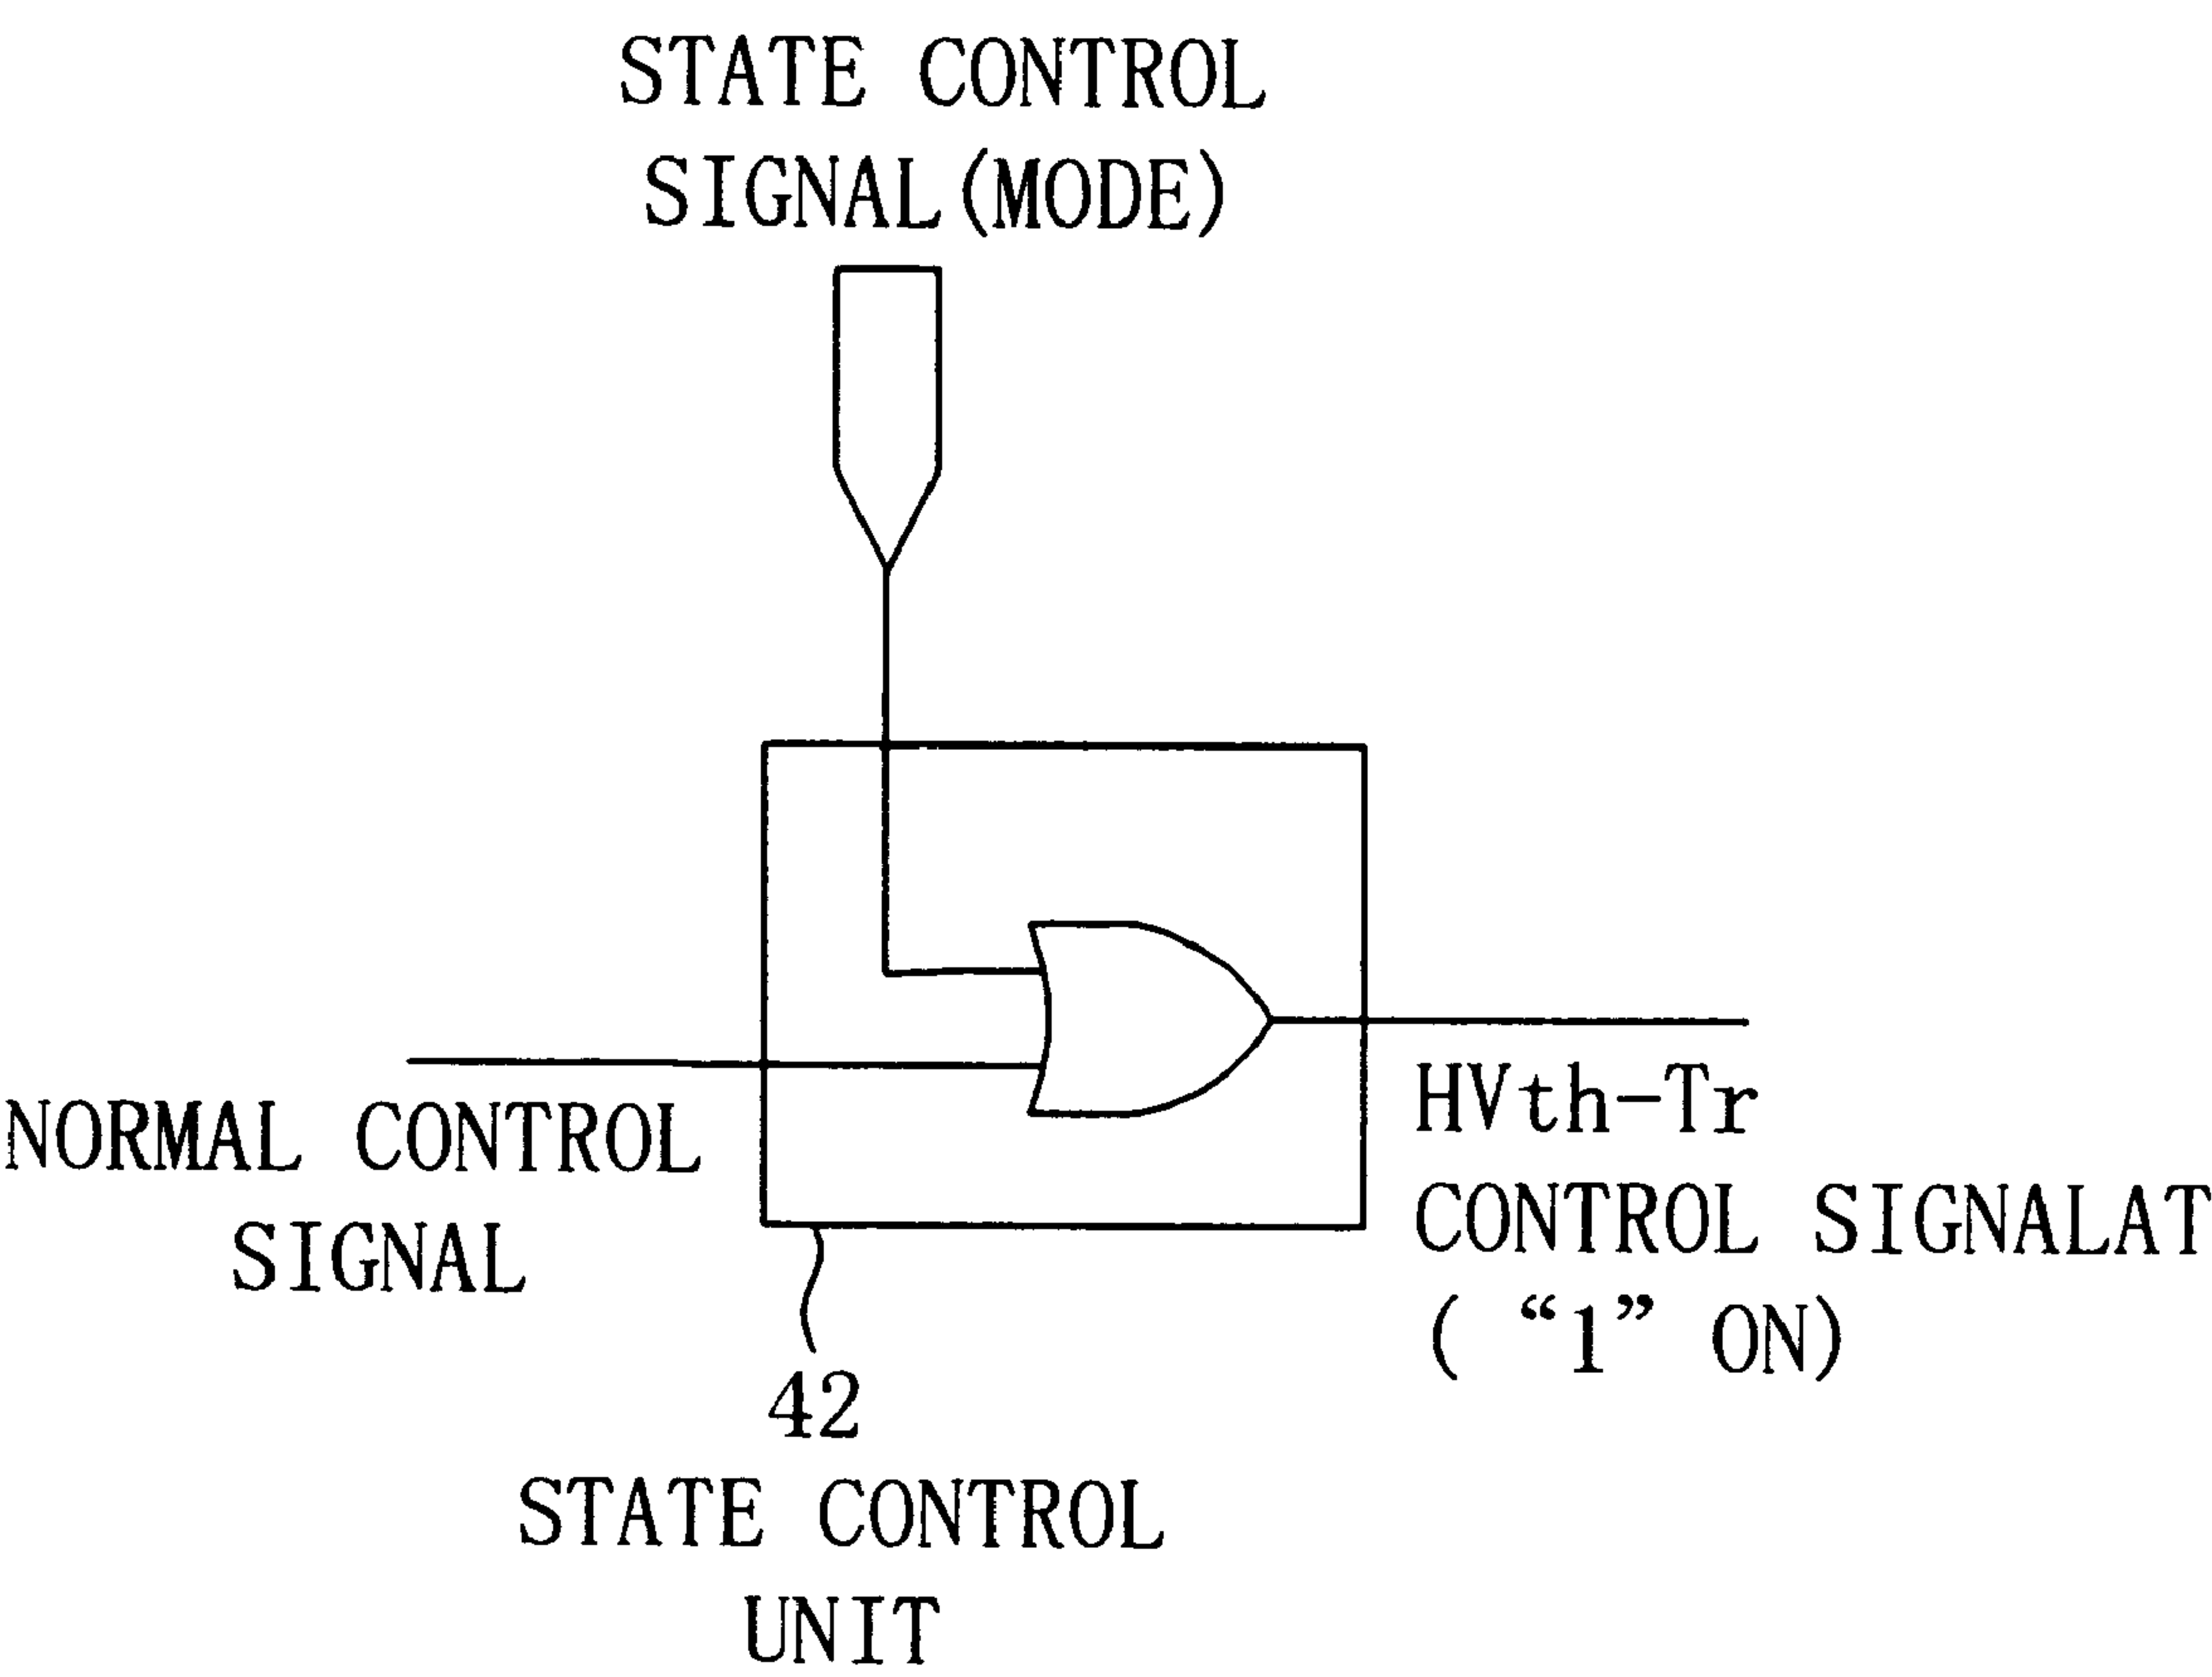 STATE CONTROL
SIGNAL(MODE)
NORMAL CONTROL
SIGNAL
HVth-Tr
CONTROL SIGNALAT
( “1” ON)
42
STATE CONTROL
UNIT